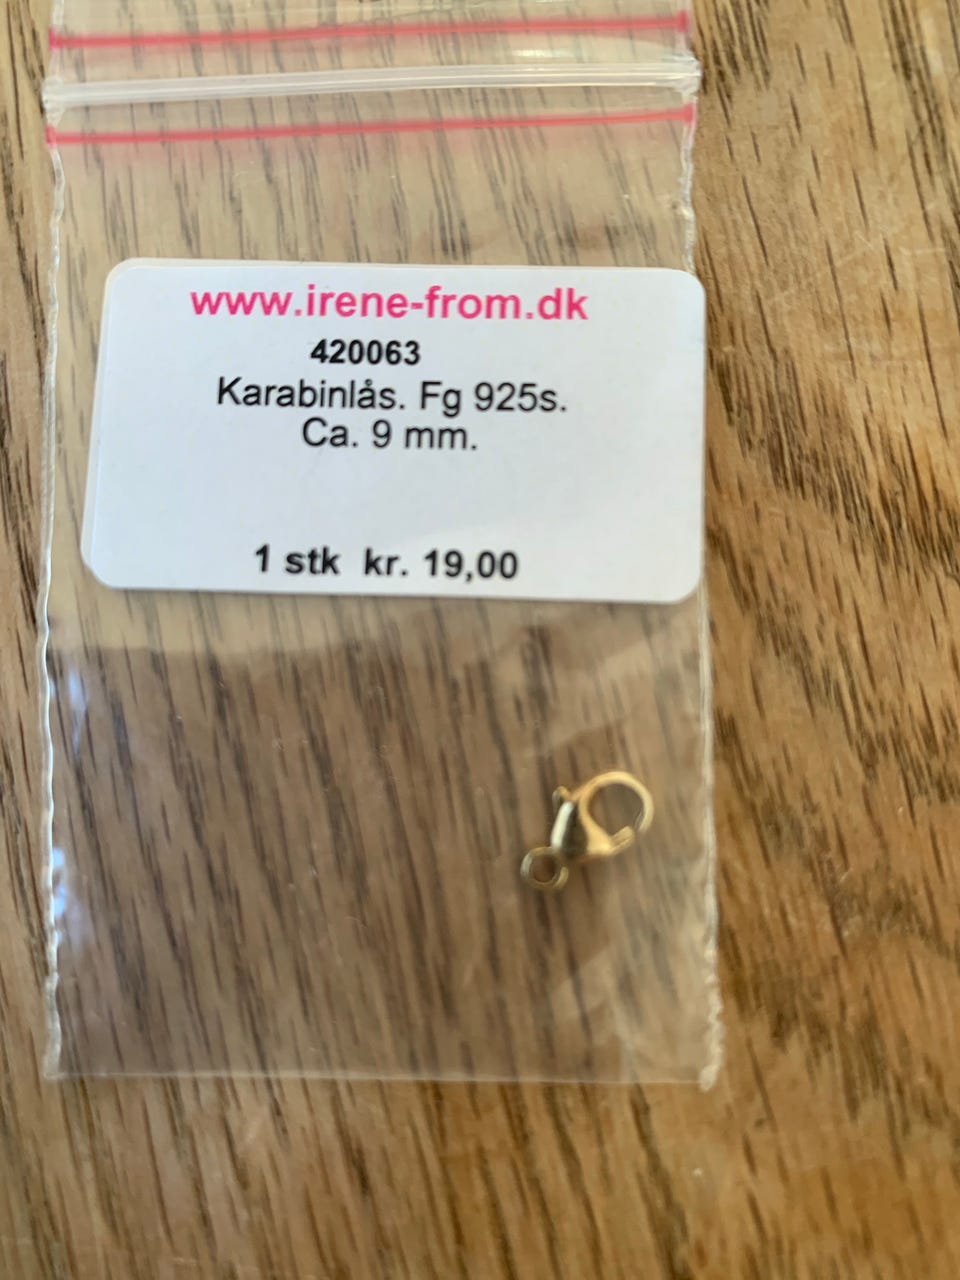 www.irene-from.dk
420063
Karabinlås. Fg 925s.
Ca. 9 mm.
1 stk kr. 19,00